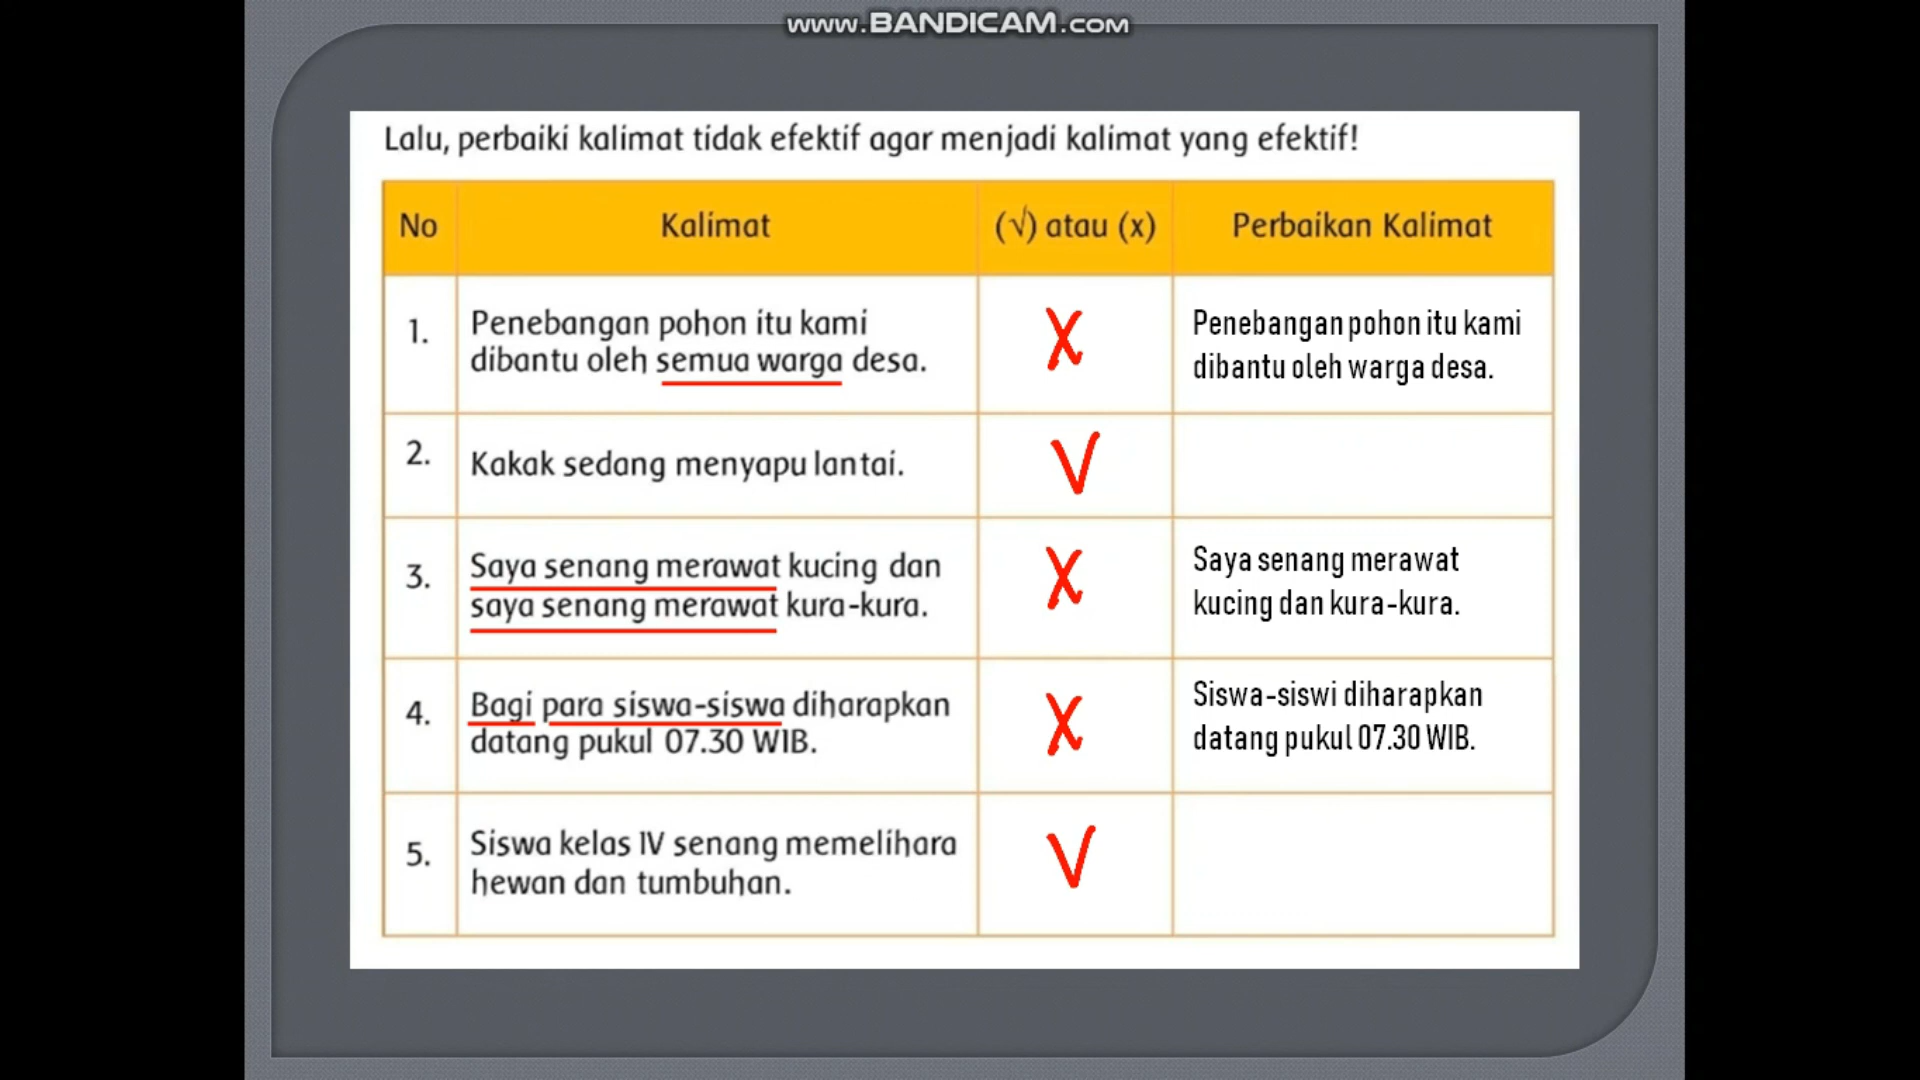 www.BANDICAM.com
Lalu, perbaiki kalimat tidak efektif agar menjadi kalimat yang efektif!
No Kalimat (√) atau (x) Perbaikan Kalimat
1. Penebangan pohon itu kami
dibantu oleh semua warga desa.
X
Penebangan pohon itu kami
dibantu oleh warga desa.
2. Kakak sedang menyapu lantai.
√
3. Saya senang merawat kucing dan
saya senang merawat kura-kura.
X
Saya senang merawat
kucing dan kura-kura.
4. Bagi para siswa-siswa diharapkan
datang pukul 07.30 WIB.
X
Siswa-siswi diharapkan
datang pukul 07.30 WIB.
5. Siswa kelas IV senang memelihara
hewan dan tumbuhan.
√